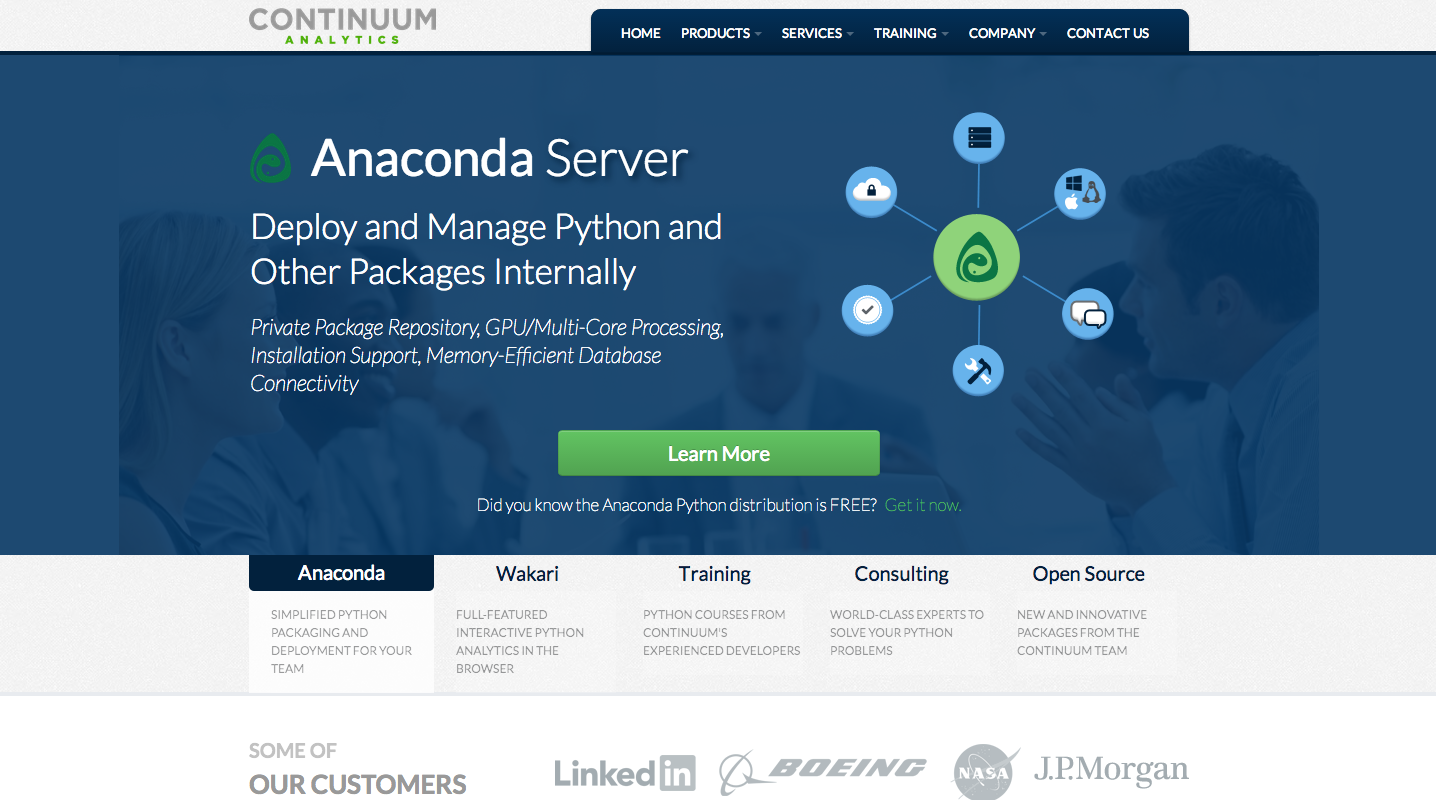 CONTINUUM
ANALYTICS
HOME PRODUCTS SERVICES TRAINING COMPANY CONTACT US
Anaconda Server
Deploy and Manage Python and
Other Packages Internally
Private Package Repository, GPU/Multi-Core Processing,
Installation Support, Memory-Efficient Database
Connectivity
Learn More
Did you know the Anaconda Python distribution is FREE? Get it now.
Anaconda
SIMPLIFIED PYTHON
PACKAGING AND
DEPLOYMENT FOR YOUR
TEAM
Wakari
FULL-FEATURED
INTERACTIVE PYTHON
ANALYTICS IN THE
BROWSER
Training
PYTHON COURSES FROM
CONTINUUM'S
EXPERIENCED DEVELOPERS
Consulting
WORLD-CLASS EXPERTS TO
SOLVE YOUR PYTHON
PROBLEMS
Open Source
NEW AND INNOVATIVE
PACKAGES FROM THE
CONTINUUM TEAM
SOME OF
OUR CUSTOMERS
Linked in
BOEING
NASA
J.P.Morgan